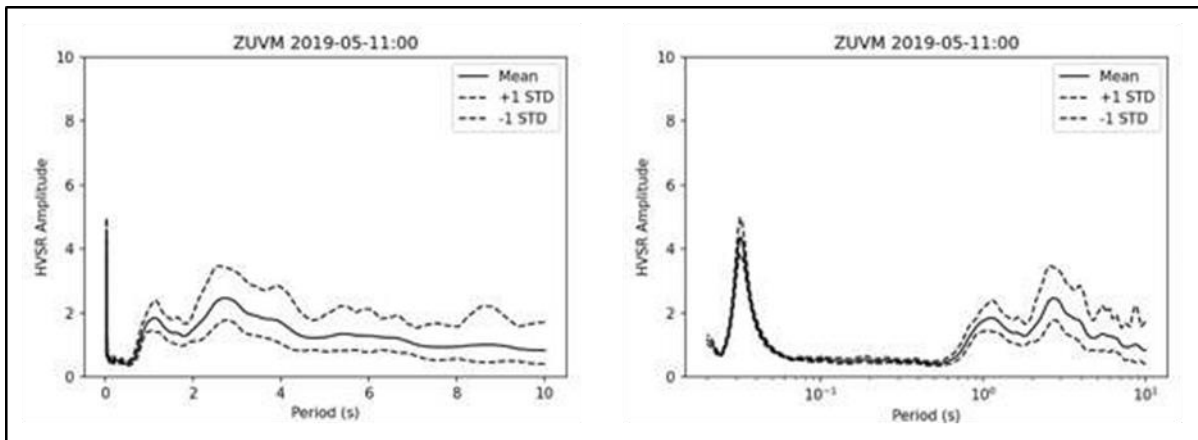 ZUVM 2019-05-11:00
10
8
6
4
2
0
HVSR Amplitude
Mean
+1 STD
-1 STD
0 2 4 6 8 10
Period (s)
ZUVM 2019-05-11:00
10
8
6
4
2
0
HVSR Amplitude
Mean
+1 STD
-1 STD
10⁻¹ 10⁰ 10¹
Period (s)